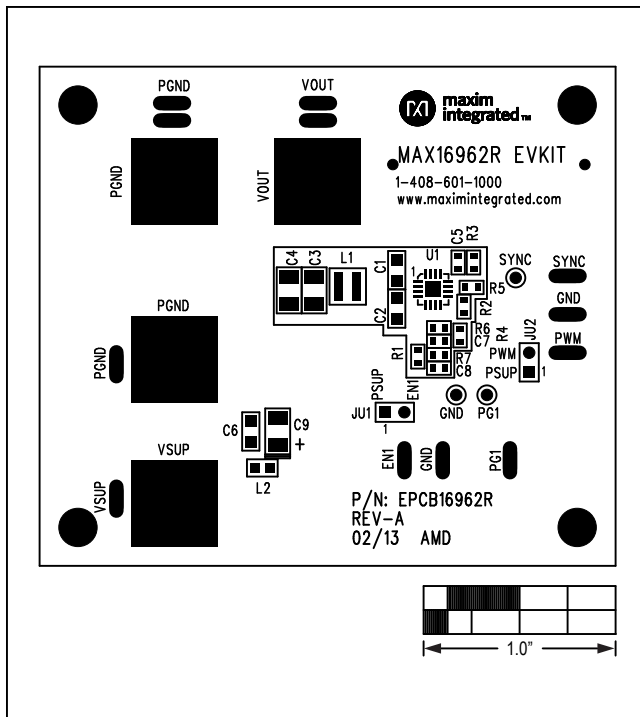 PGND
VOUT
maxim
integrated™
PGND
VOUT
MAX16962R EVKIT
1-408-601-1000
www.maximintegrated.com
C4
C3
L1
C1
U1
1
C5
R3
SYNC
SYNC
R5
GND
C2
R2
PGND
PGND
R1
R6
C7
R7
C8
R4
JU2
PWM
PSUP
1
PWM
PSUP
EN1
JU1
1
GND
PG1
C6
C9
+
L2
VSUP
VSUP
EN1
GND
PG1
P/N: EPCB16962R
REV-A
02/13 AMD
1.0”